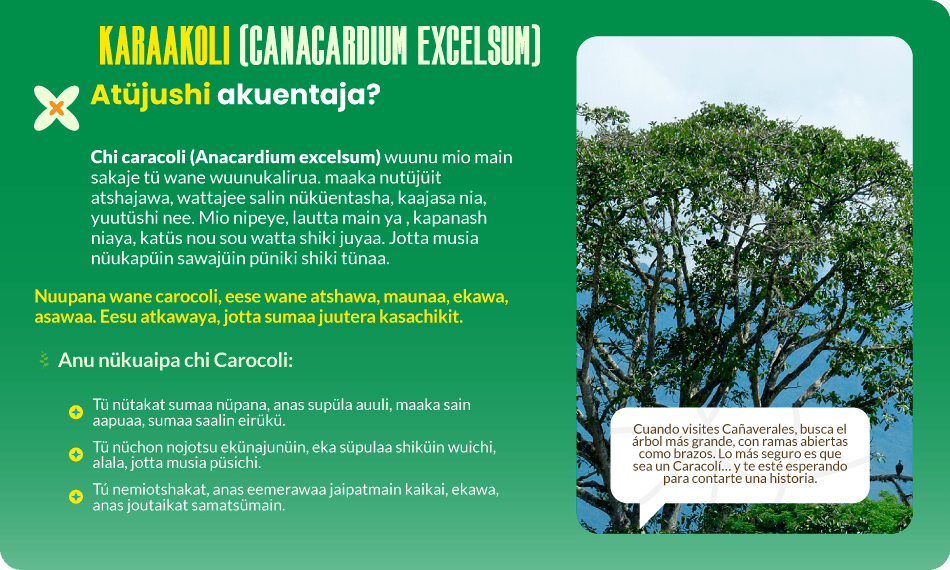 KARAAKOLI (CANACARDIUM EXCELSUM)
Atüjushi akuentaja?
Chi caracoli (Anacardium excelsum) wuunu mio main
sakaje tü wane wuunukalirua. maaka nutüjüit
atshajawa, wattajee salin nüküentasha, kaajasa nia,
yuutüshi nee. Mio nipeye, lautta main ya , kapanash
niaya, katüs nou sou watta shiki juyaa. Jotta musia
nüukapüin sawajüin püniki shiki tünaa.
Nuupana wane carocoli, eese wane atshawa, maunaa, ekawa,
asawaa. Eesu atkawaya, jotta sumaa juutera kasachikit.
Anu nükuaipa chi Carocoli:
Tü nütakat sumaa nüpana, anas supüla auuli, maaka sain
aapuaa, sumaa saalin eirükü.
Tü nüchon nojotsu ekünajunüin, eka süpulaa shiküin wuichi,
alala, jotta musia püsichi.
Tú nemiotshakat, anas eemerawaa jaipatmain kaikai, ekawa,
anas joutaikat samatsümain.
Cuando visites Cañaverales, busca el
árbol más grande, con ramas abiertas
como brazos. Lo más seguro es que
sea un Caracolí... y te esté esperando
para contarte una historia.